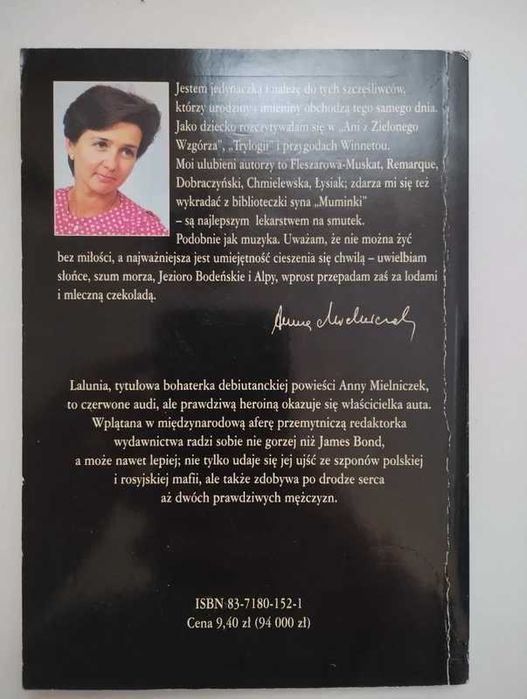 Jestem jedynaczką i należę do tych szczęśliwców,
którzy urodziny i imieniny obchodzą tego samego dnia.
Jako dziecko rozczytywałam się w „Ani z Zielonego
Wzgórza”, „Trylogii” i przygodach Winnetou.
Moi ulubieni autorzy to Fleszarowa-Muskat, Remarque,
Dobraczyński, Chmielewska, Łysiak; zdarza mi się też
wykradać z biblioteczki syna „Muminki”
– są najlepszym lekarstwem na smutek.
Podobnie jak muzyka. Uważam, że nie można żyć
bez miłości, a najważniejsza jest umiejętność cieszenia się chwilą – uwielbiam
słońce, szum morza, Jezioro Bodeńskie i Alpy, wprost przepadam zaś za lodami
i mleczną czekoladą.
Anna Mielniczek
Lalunia, tytułowa bohaterka debiutanckiej powieści Anny Mielniczek,
to czerwone audi, ale prawdziwą heroiną okazuje się właścicielka auta.
Wplątana w międzynarodową aferę przemytniczą redaktorka
wydawnictwa radzi sobie nie gorzej niż James Bond,
a może nawet lepiej; nie tylko udaje się jej ujść ze szponów polskiej
i rosyjskiej mafii, ale także zdobywa po drodze serca
aż dwóch prawdziwych mężczyzn.
ISBN 83-7180-152-1
Cena 9,40 zł (94 000 zł)